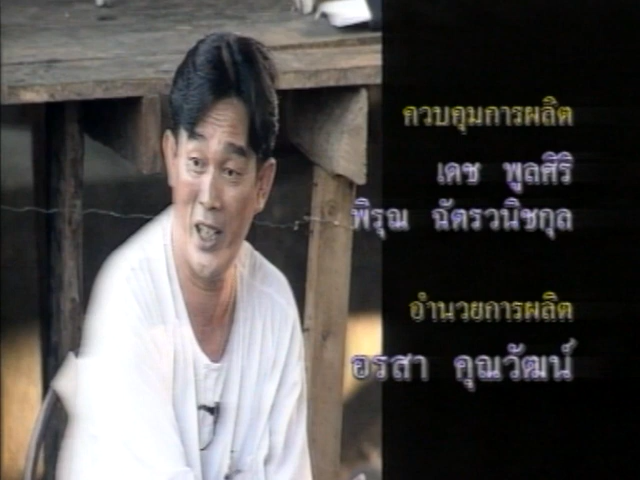 ควบคุมการผลิต
เดช พูลศิริ
พิรุณ ฉัตรวนิชกุล
อำนวยการผลิต
อรสา คุณวัฒน์